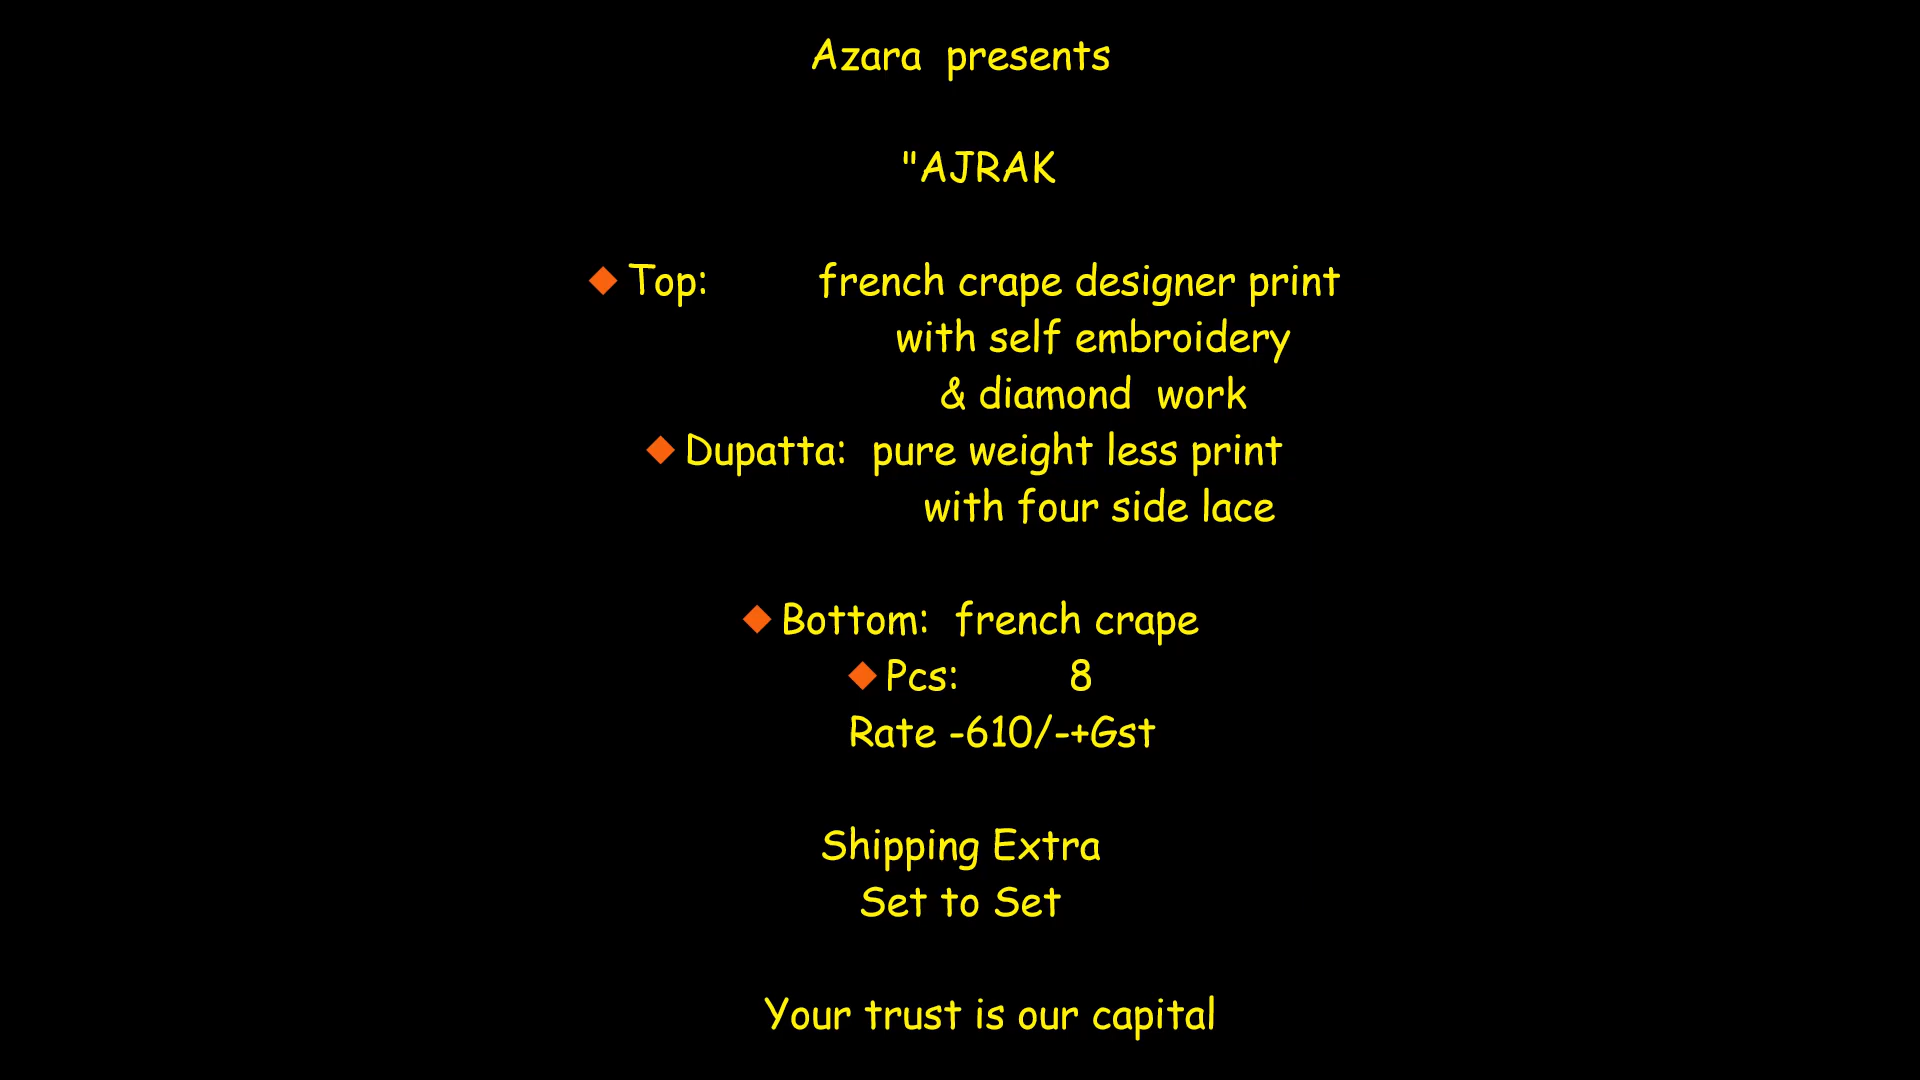 Azara presents
"AJRAK
🔶Top: french crape designer print
with self embroidery
& diamond work
🔶Dupatta: pure weight less print
with four side lace
🔶Bottom: french crape
🔶Pcs: 8
Rate -610/-+Gst
Shipping Extra
Set to Set
Your trust is our capital